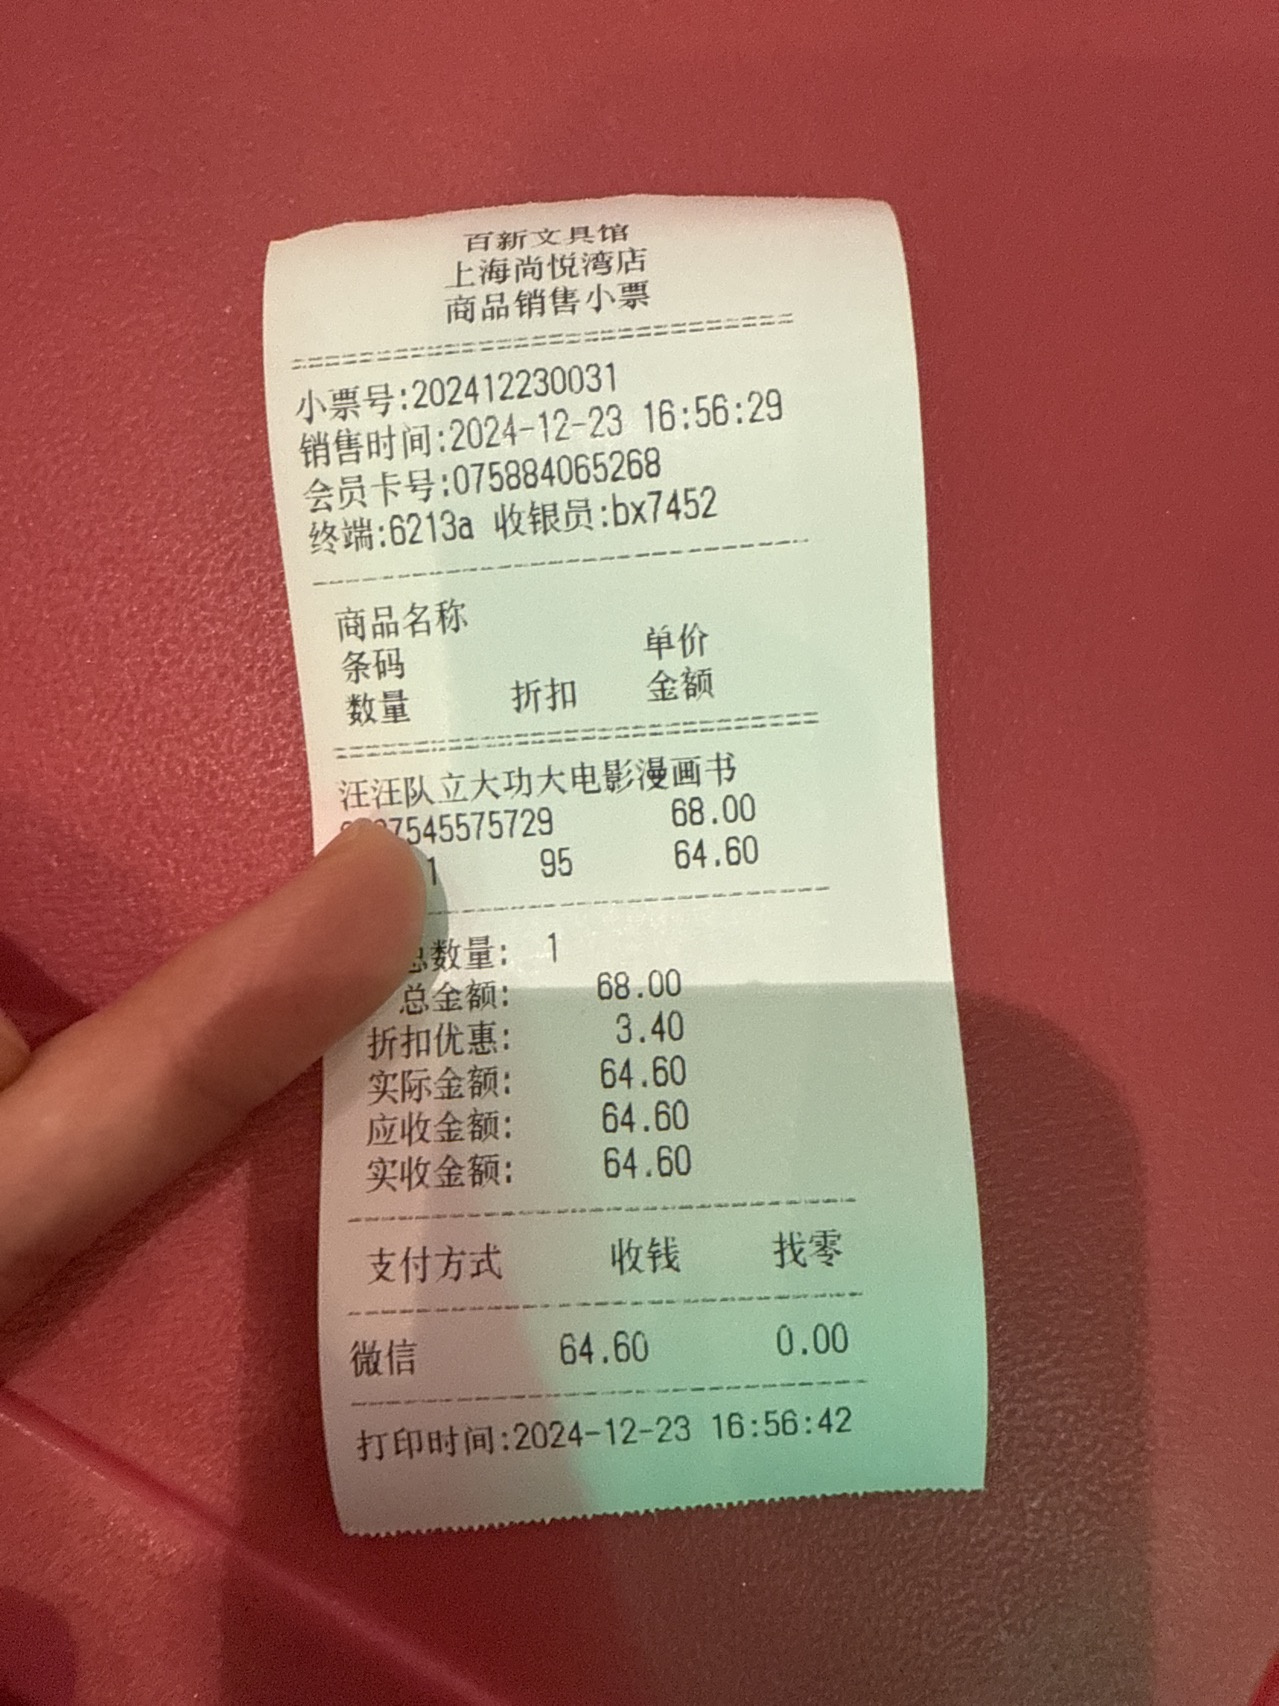 百新文具馆
上海尚悦湾店
商品销售小票
小票号:202412230031
销售时间:2024-12-23 16:56:29
会员卡号:075884065268
终端:6213a 收银员:bx7452
商品名称
条码 单价
数量 折扣 金额
汪汪队立大功大电影漫画书
7545575729 68.00
1 95 64.60
总数量: 1
总金额: 68.00
折扣优惠: 3.40
实际金额: 64.60
应收金额: 64.60
实收金额: 64.60
支付方式 收钱 找零
微信 64.60 0.00
打印时间:2024-12-23 16:56:42